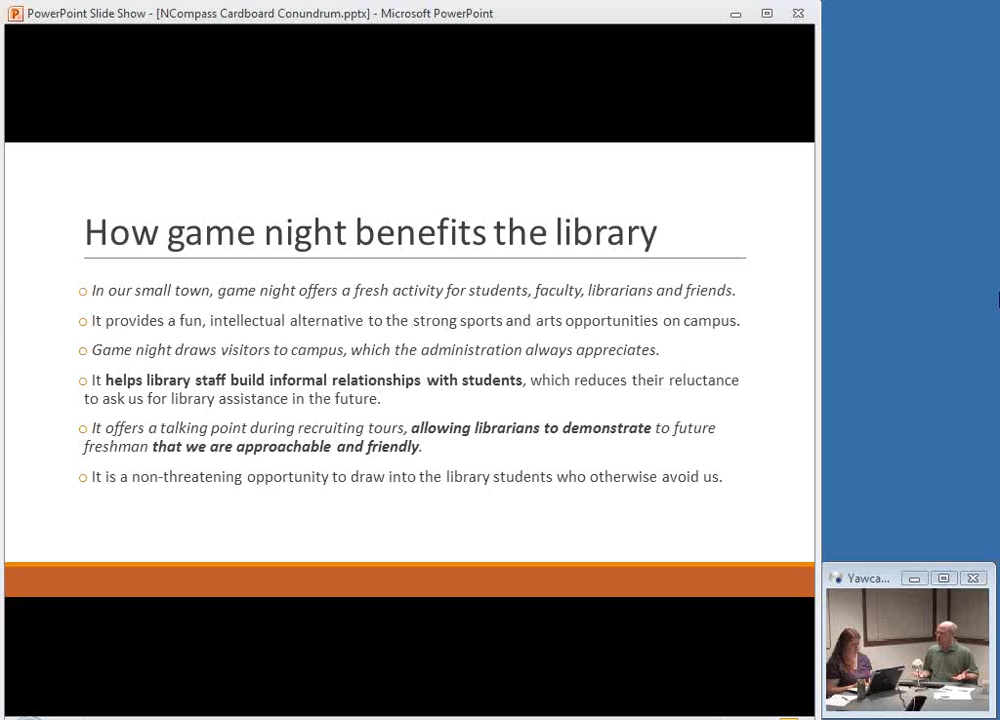 PowerPoint Slide Show - [NCompass Cardboard Conundrum.pptx] - Microsoft PowerPoint
How game night benefits the library
In our small town, game night offers a fresh activity for students, faculty, librarians and friends.
It provides a fun, intellectual alternative to the strong sports and arts opportunities on campus.
Game night draws visitors to campus, which the administration always appreciates.
It helps library staff build informal relationships with students, which reduces their reluctance
to ask us for library assistance in the future.
It offers a talking point during recruiting tours, allowing librarians to demonstrate to future
freshman that we are approachable and friendly.
It is a non-threatening opportunity to draw into the library students who otherwise avoid us.
Yawca...